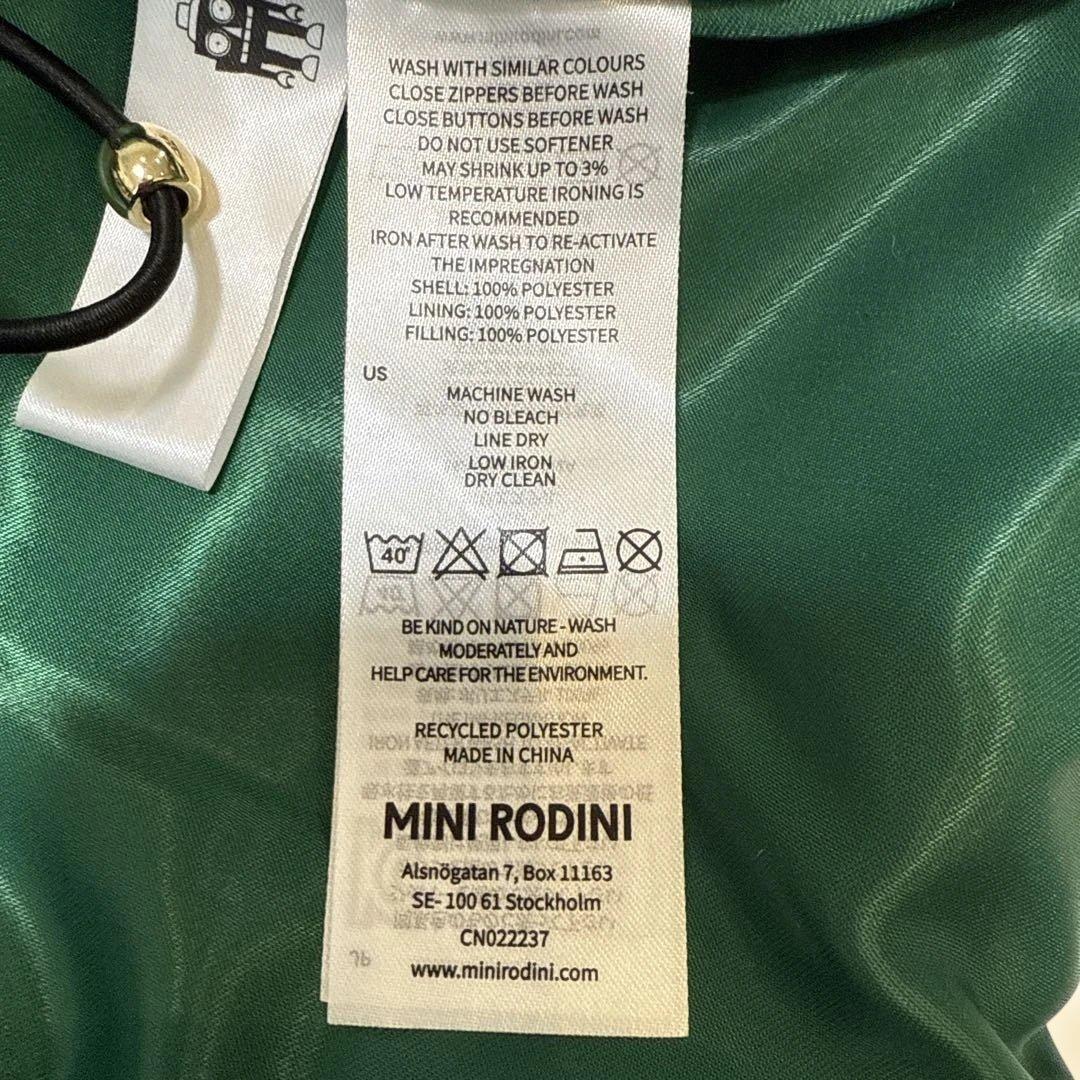 WASH WITH SIMILAR COLOURS
CLOSE ZIPPERS BEFORE WASH
CLOSE BUTTONS BEFORE WASH
DO NOT USE SOFTENER
MAY SHRINK UP TO 3%
LOW TEMPERATURE IRONING IS
RECOMMENDED
IRON AFTER WASH TO RE-ACTIVATE
THE IMPREGNATION
SHELL: 100% POLYESTER
LINING: 100% POLYESTER
FILLING: 100% POLYESTER
US
MACHINE WASH
NO BLEACH
LINE DRY
LOW IRON
DRY CLEAN
40°
BE KIND ON NATURE - WASH
MODERATELY AND
HELP CARE FOR THE ENVIRONMENT.
RECYCLED POLYESTER
MADE IN CHINA
MINI RODINI
Alsnögatan 7, Box 11163
SE- 100 61 Stockholm
CN022237
www.minirodini.com